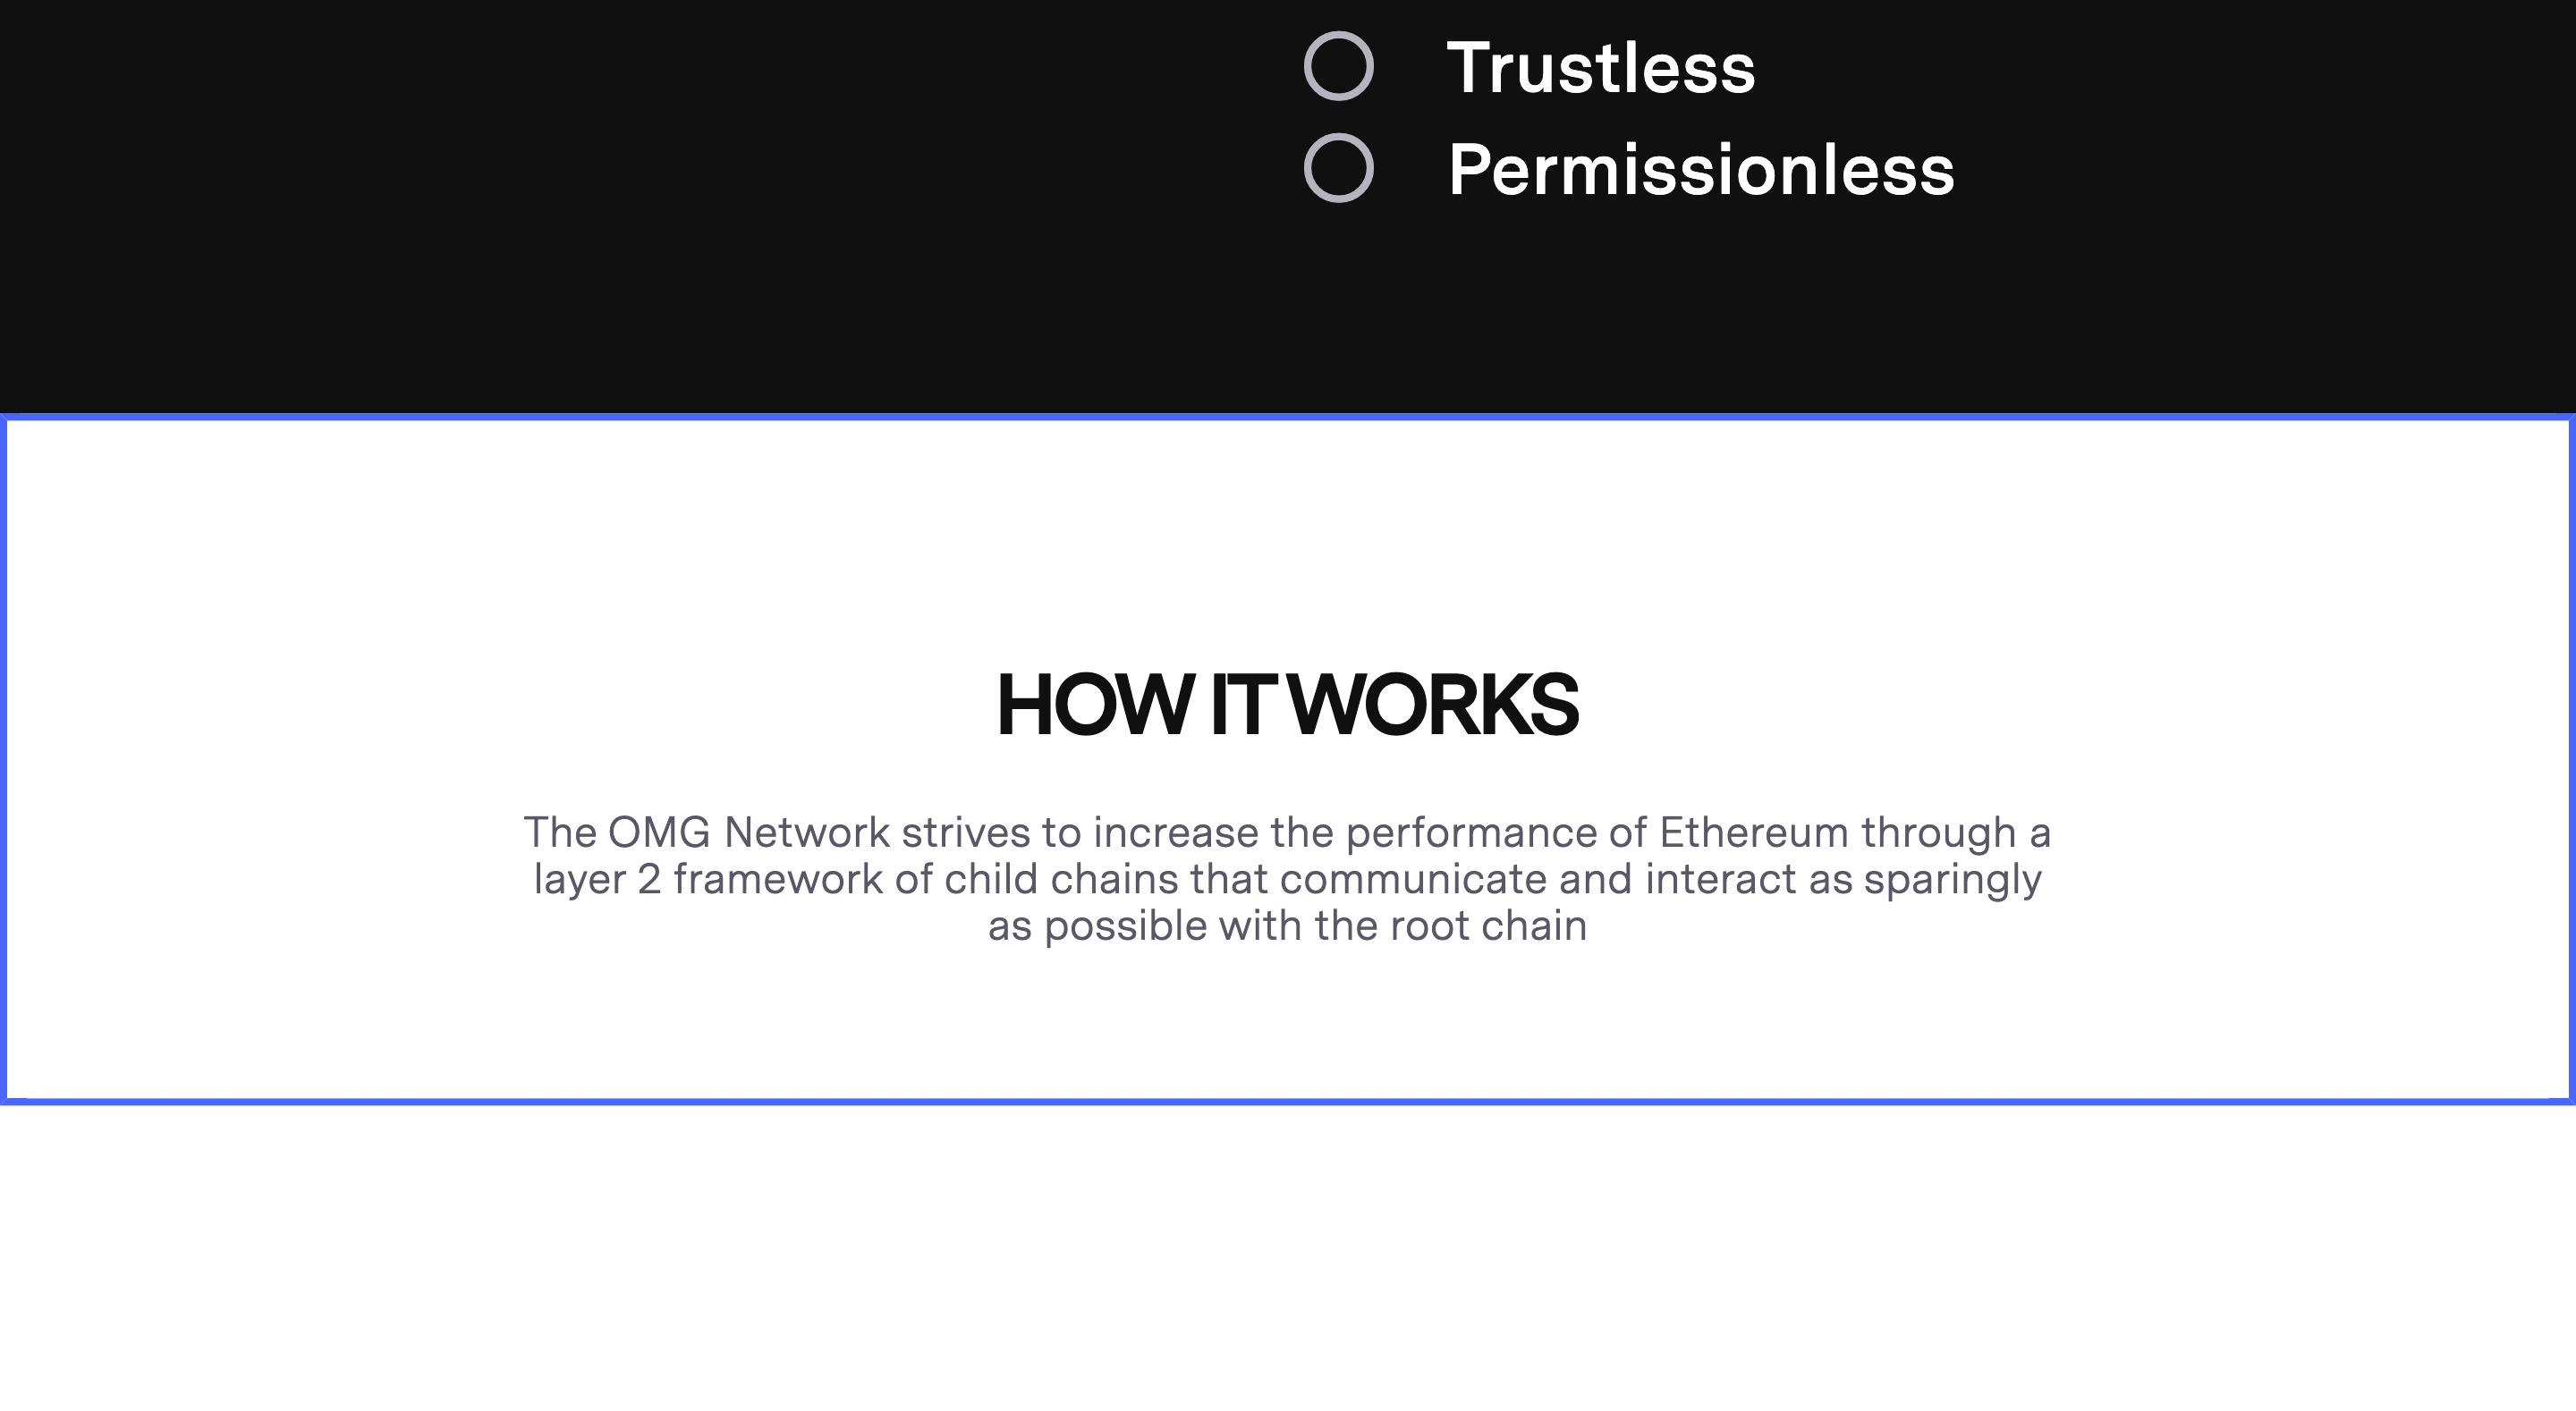 Trustless
Permissionless
HOW IT WORKS
The OMG Network strives to increase the performance of Ethereum through a
layer 2 framework of child chains that communicate and interact as sparingly
as possible with the root chain